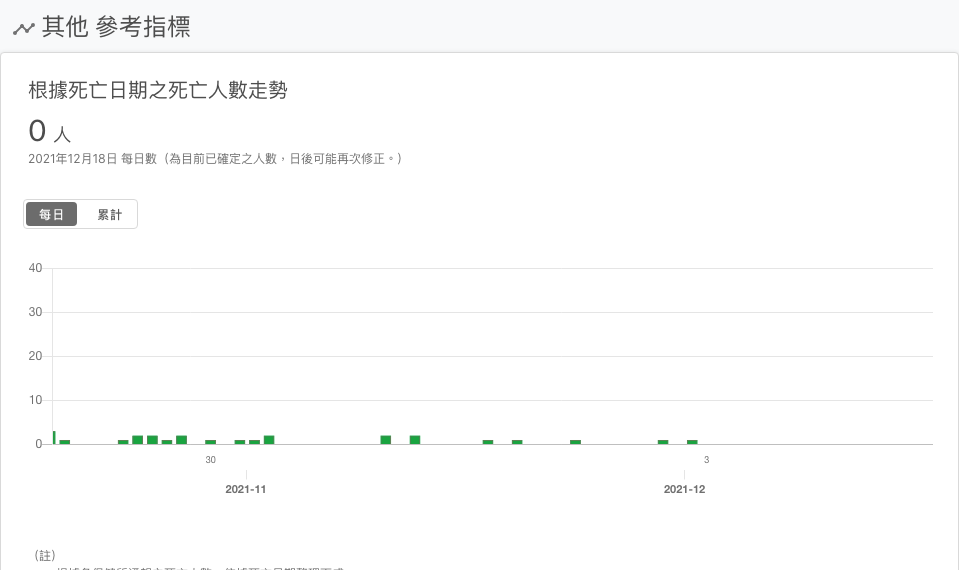 其他 參考指標
根據死亡日期之死亡人數走勢
0 人
2021年12月18日 每日數（為目前已確定之人數，日後可能再次修正。）
每日 累計
40
30
20
10
0
30 3
2021-11 2021-12
（註）